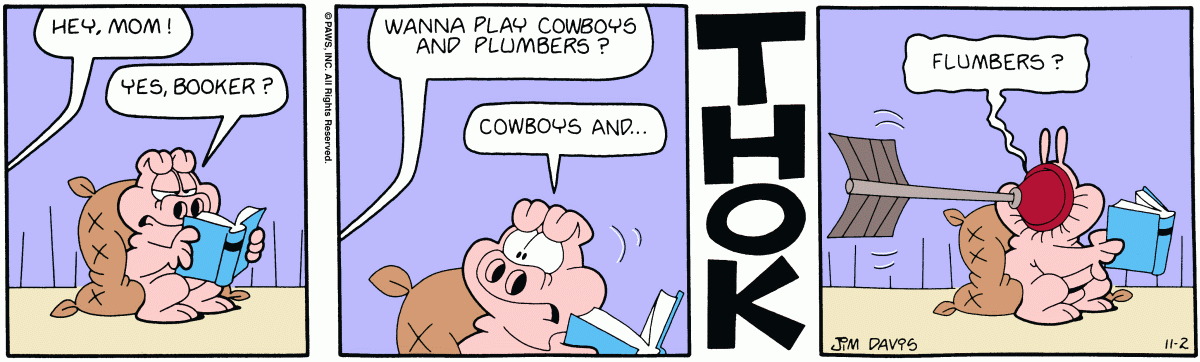 HEY, MOM!
YES, BOOKER?
© PAWS, INC. All Rights Reserved.
WANNA PLAY COWBOYS
AND PLUMBERS?
COWBOYS AND...
THOK
FLUMBERS?
JIM DAVIS
11-2